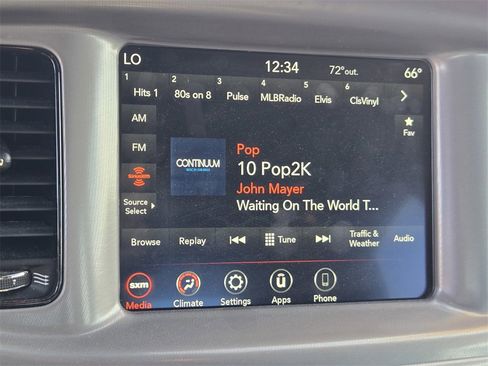 LO 12:34 72°out. 66°
1 2 3 4 5 6
Hits 1 80s on 8 Pulse MLBRadio Elvis ClsVinyl
AM
FM
SiriusXM
Source
Select
CONTINUUM
Fav
Pop
10 Pop2K
John Mayer
Waiting On The World T...
Browse Replay Tune Traffic & Weather Audio
sxm
Media Climate Settings Apps Phone